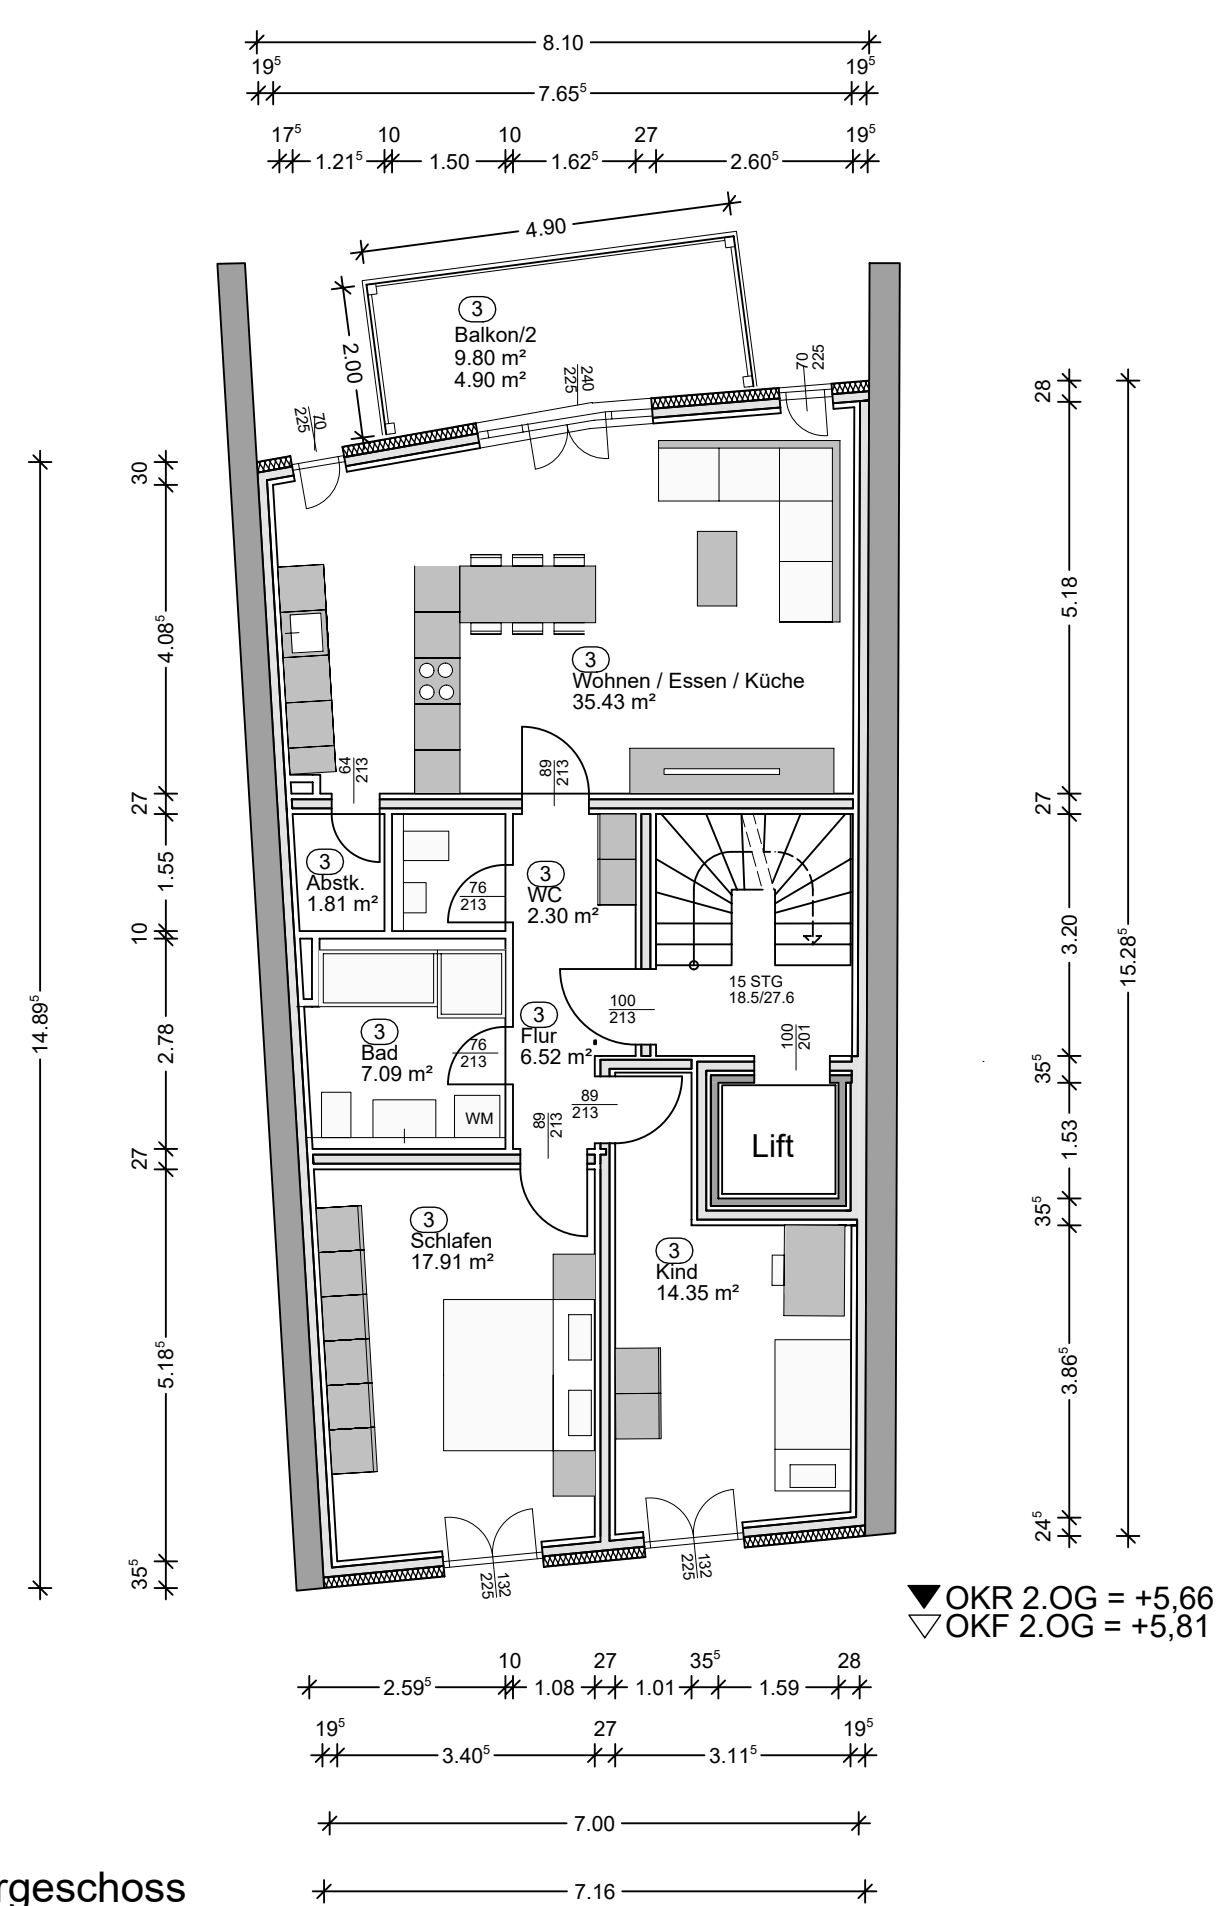 8.10
19⁵ 19⁵
7.65⁵
17⁵ 10 10 27 19⁵
1.21⁵ 1.50 1.62⁵ 2.60⁵
4.90
2.00
3
Balkon/2
9.80 m²
4.90 m²
240
225
70
225
70
225
28
30
5.18
4.08⁵
3
Wohnen / Essen / Küche
35.43 m²
64
213
89
213
27
27
3
Abstk.
1.81 m²
1.55
76
213
3
WC
2.30 m²
10
3.20
15.28⁵
14.89⁵
15 STG
18.5/27.6
100
213
100
201
3
Flur
6.52 m²
3
Bad
7.09 m²
76
213
2.78
35⁵
89
213
89
213
WM
Lift
1.53
27
35⁵
3
Schlafen
17.91 m²
3
Kind
14.35 m²
5.18⁵
3.86⁵
24⁵
35⁵
132
225
132
225
OKR 2.OG = +5,66
OKF 2.OG = +5,81
10 27 35⁵ 28
2.59⁵ 1.08 1.01 1.59
19⁵ 27 19⁵
3.40⁵ 3.11⁵
7.00
rgeschoss
7.16